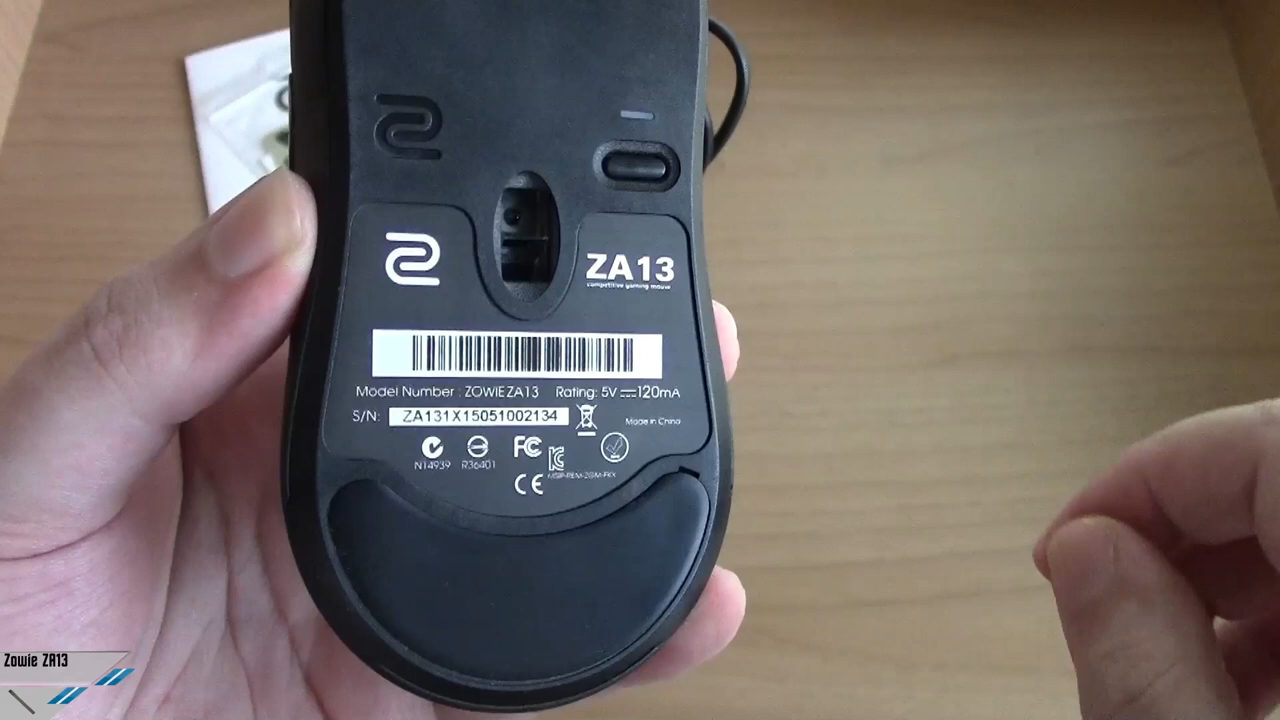 ZA13
competitive gaming mouse
Model Number : ZOWIE ZA13 Rating: 5V 120mA
S/N: ZA131X15051002134
Made in China
N14939 R36401
FC
CE
Zowie ZA13